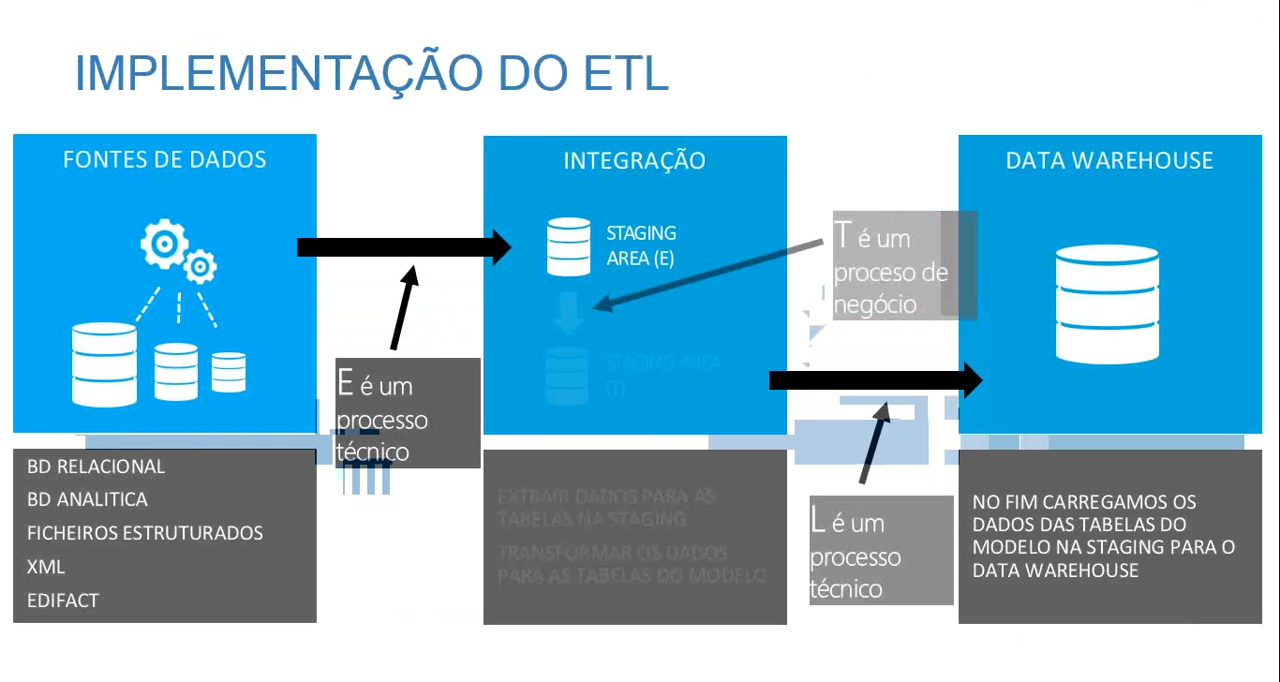 IMPLEMENTAÇÃO DO ETL
FONTES DE DADOS
BD RELACIONAL
BD ANALITICA
FICHEIROS ESTRUTURADOS
XML
EDIFACT
E é um
processo
técnico
INTEGRAÇÃO
STAGING
AREA (E)
STAGING AREA
(T)
EXTRAIR DADOS PARA AS
TABELAS NA STAGING
TRANSFORMAR OS DADOS
PARA AS TABELAS DO MODELO
T é um
proceso de
negócio
L é um
processo
técnico
DATA WAREHOUSE
NO FIM CARREGAMOS OS
DADOS DAS TABELAS DO
MODELO NA STAGING PARA O
DATA WAREHOUSE